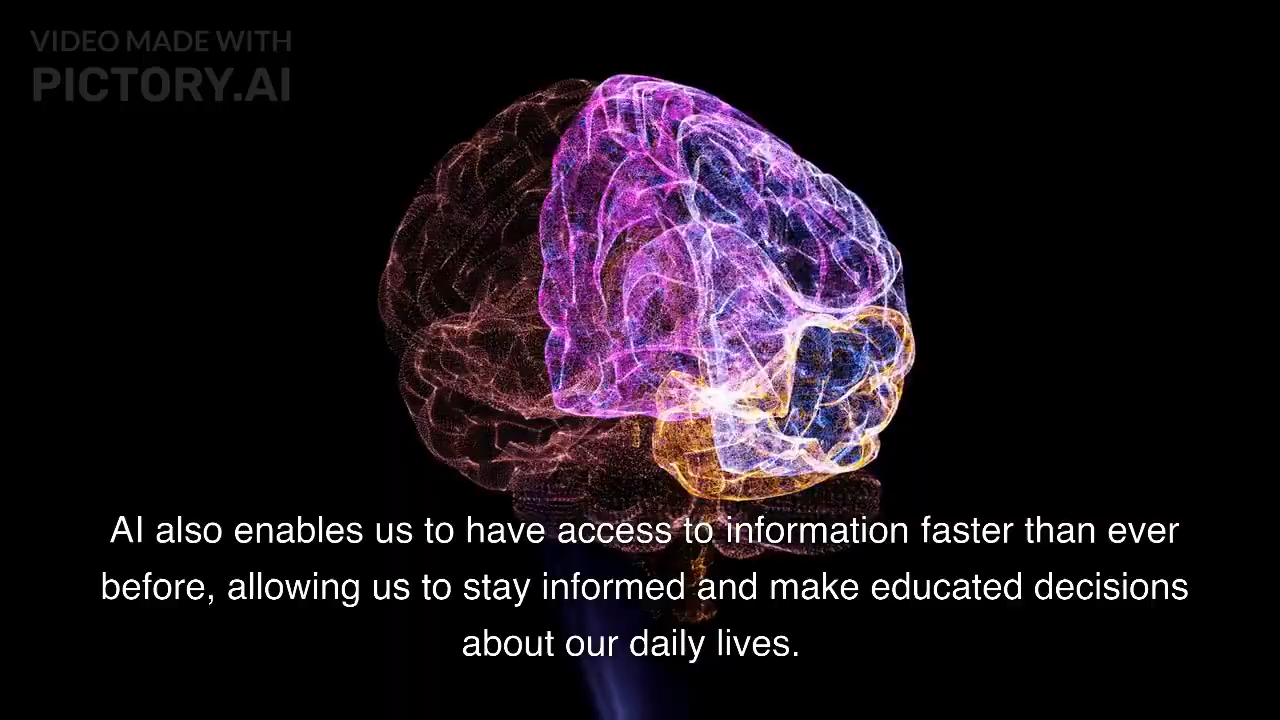 VIDEO MADE WITH
PICTORY.AI
AI also enables us to have access to information faster than ever
before, allowing us to stay informed and make educated decisions
about our daily lives.